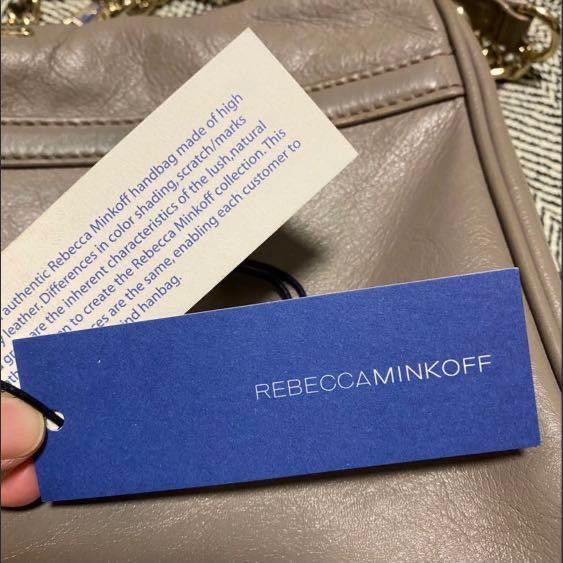 authentic Rebecca Minkoff handbag made of high
leather. Differences in color shading, scratch/marks
are the inherent characteristics of the lush,natural
to create the Rebecca Minkoff collection. This
are the same, enabling each customer to
hanbag.
REBECCAMINKOFF